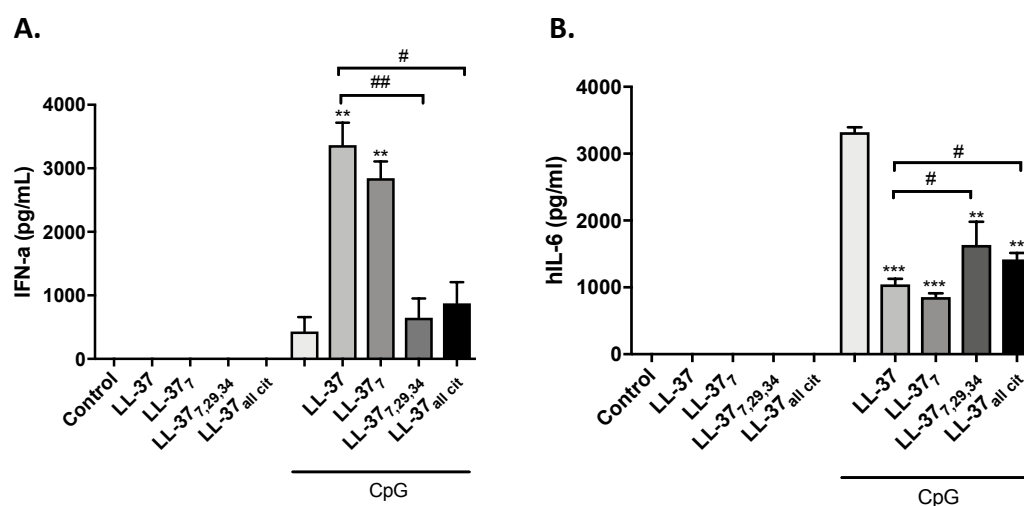 A.
#
##
**
**
4000
3000
2000
1000
0
IFN-a (pg/mL)
Control
LL-37
LL-37₇
LL-37₇,₂₉,₃₄
LL-37 all cit
LL-37
LL-37₇
LL-37₇,₂₉,₃₄
LL-37 all cit
CpG
B.
4000
3000
2000
1000
0
hIL-6 (pg/ml)
#
#
***
***
**
**
Control
LL-37
LL-37₇
LL-37₇,₂₉,₃₄
LL-37 all cit
LL-37
LL-37₇
LL-37₇,₂₉,₃₄
LL-37 all cit
CpG